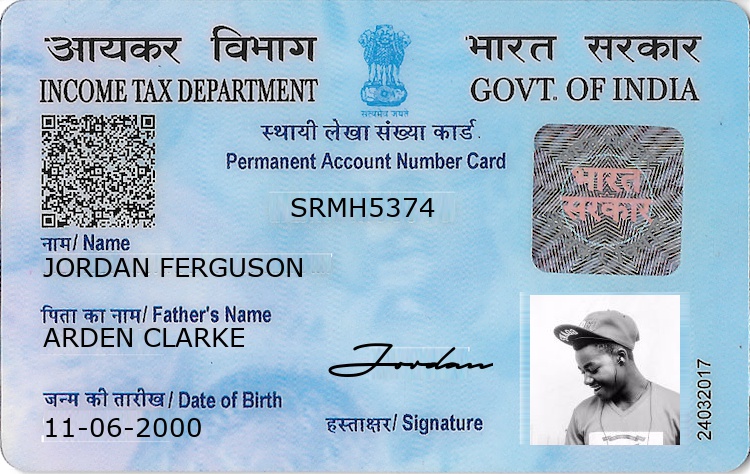 आयकर विभाग
भारत सरकार
INCOME TAX DEPARTMENT
GOVT. OF INDIA
सत्यमेव जयते
स्थायी लेखा संख्या कार्ड
Permanent Account Number Card
भारत
सरकार
SRMH5374
नाम/ Name
JORDAN FERGUSON
पिता का नाम/ Father's Name
ARDEN CLARKE
Jordan
जन्म की तारीख/ Date of Birth
11-06-2000
हस्ताक्षर/ Signature
24032017